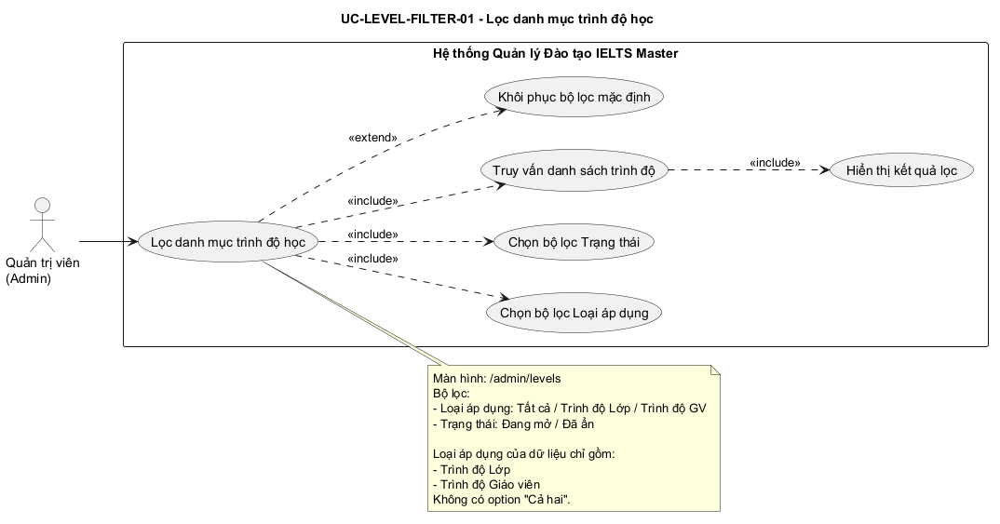 UC-LEVEL-FILTER-01 - Lọc danh mục trình độ học
Hệ thống Quản lý Đào tạo IELTS Master
Khôi phục bộ lọc mặc định
«extend»
Truy vấn danh sách trình độ
«include»
Hiển thị kết quả lọc
«include»
Lọc danh mục trình độ học
«include»
Chọn bộ lọc Trạng thái
«include»
Chọn bộ lọc Loại áp dụng
Quản trị viên
(Admin)
Màn hình: /admin/levels
Bộ lọc:
- Loại áp dụng: Tất cả / Trình độ Lớp / Trình độ GV
- Trạng thái: Đang mở / Đã ẩn
Loại áp dụng của dữ liệu chỉ gồm:
- Trình độ Lớp
- Trình độ Giáo viên
Không có option "Cả hai".